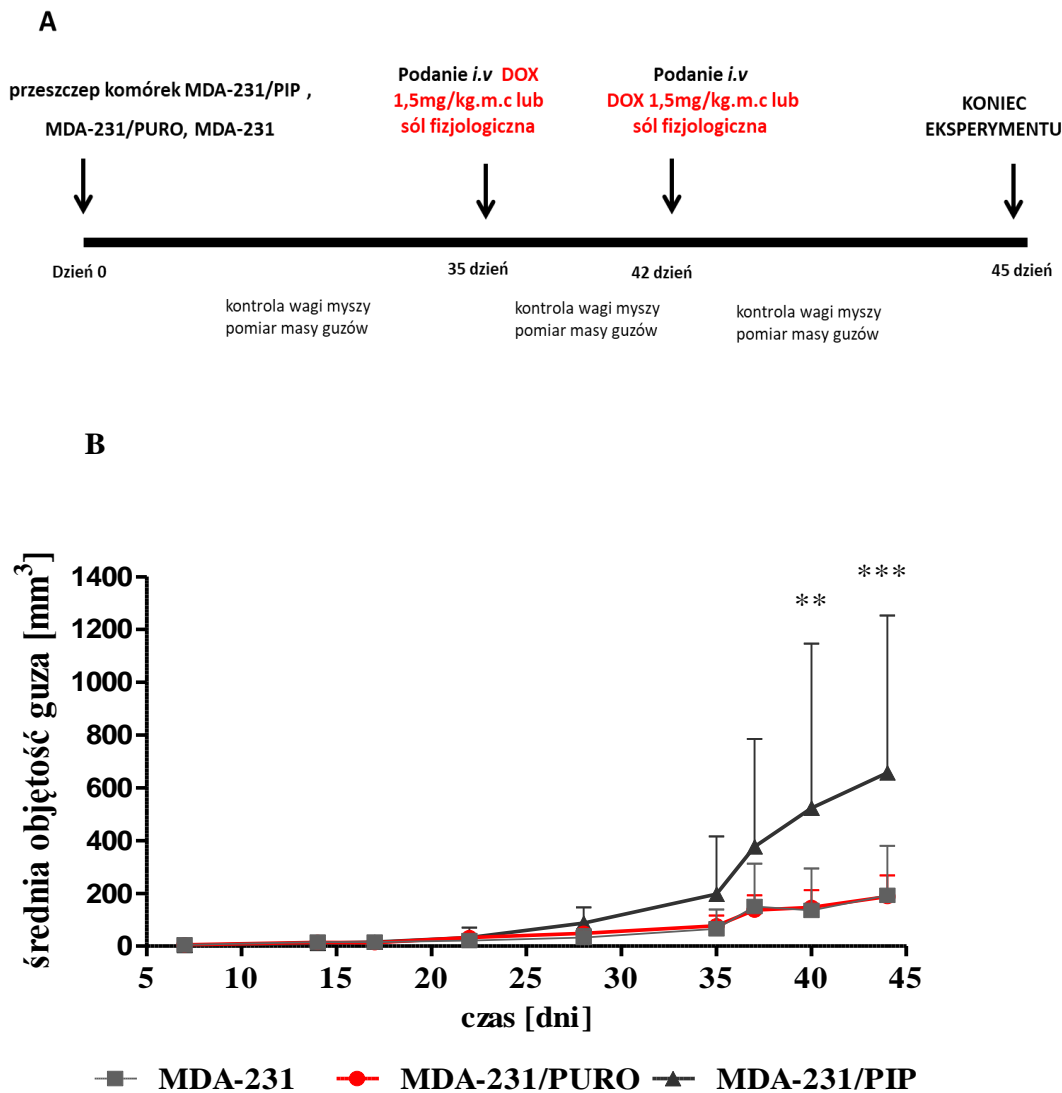 A
przeszczep komórek MDA-231/PIP ,
MDA-231/PURO, MDA-231
Podanie i.v DOX
1,5mg/kg.m.c lub
sól fizjologiczna
Podanie i.v
DOX 1,5mg/kg.m.c lub
sól fizjologiczna
KONIEC
EKSPERYMENTU
Dzień 0
35 dzień
42 dzień
45 dzień
kontrola wagi myszy
pomiar masy guzów
kontrola wagi myszy
pomiar masy guzów
kontrola wagi myszy
pomiar masy guzów
B
średnia objętość guza [mm³]
1400
1200
1000
800
600
400
200
0
**
***
5 10 15 20 25 30 35 40 45
czas [dni]
MDA-231 MDA-231/PURO MDA-231/PIP